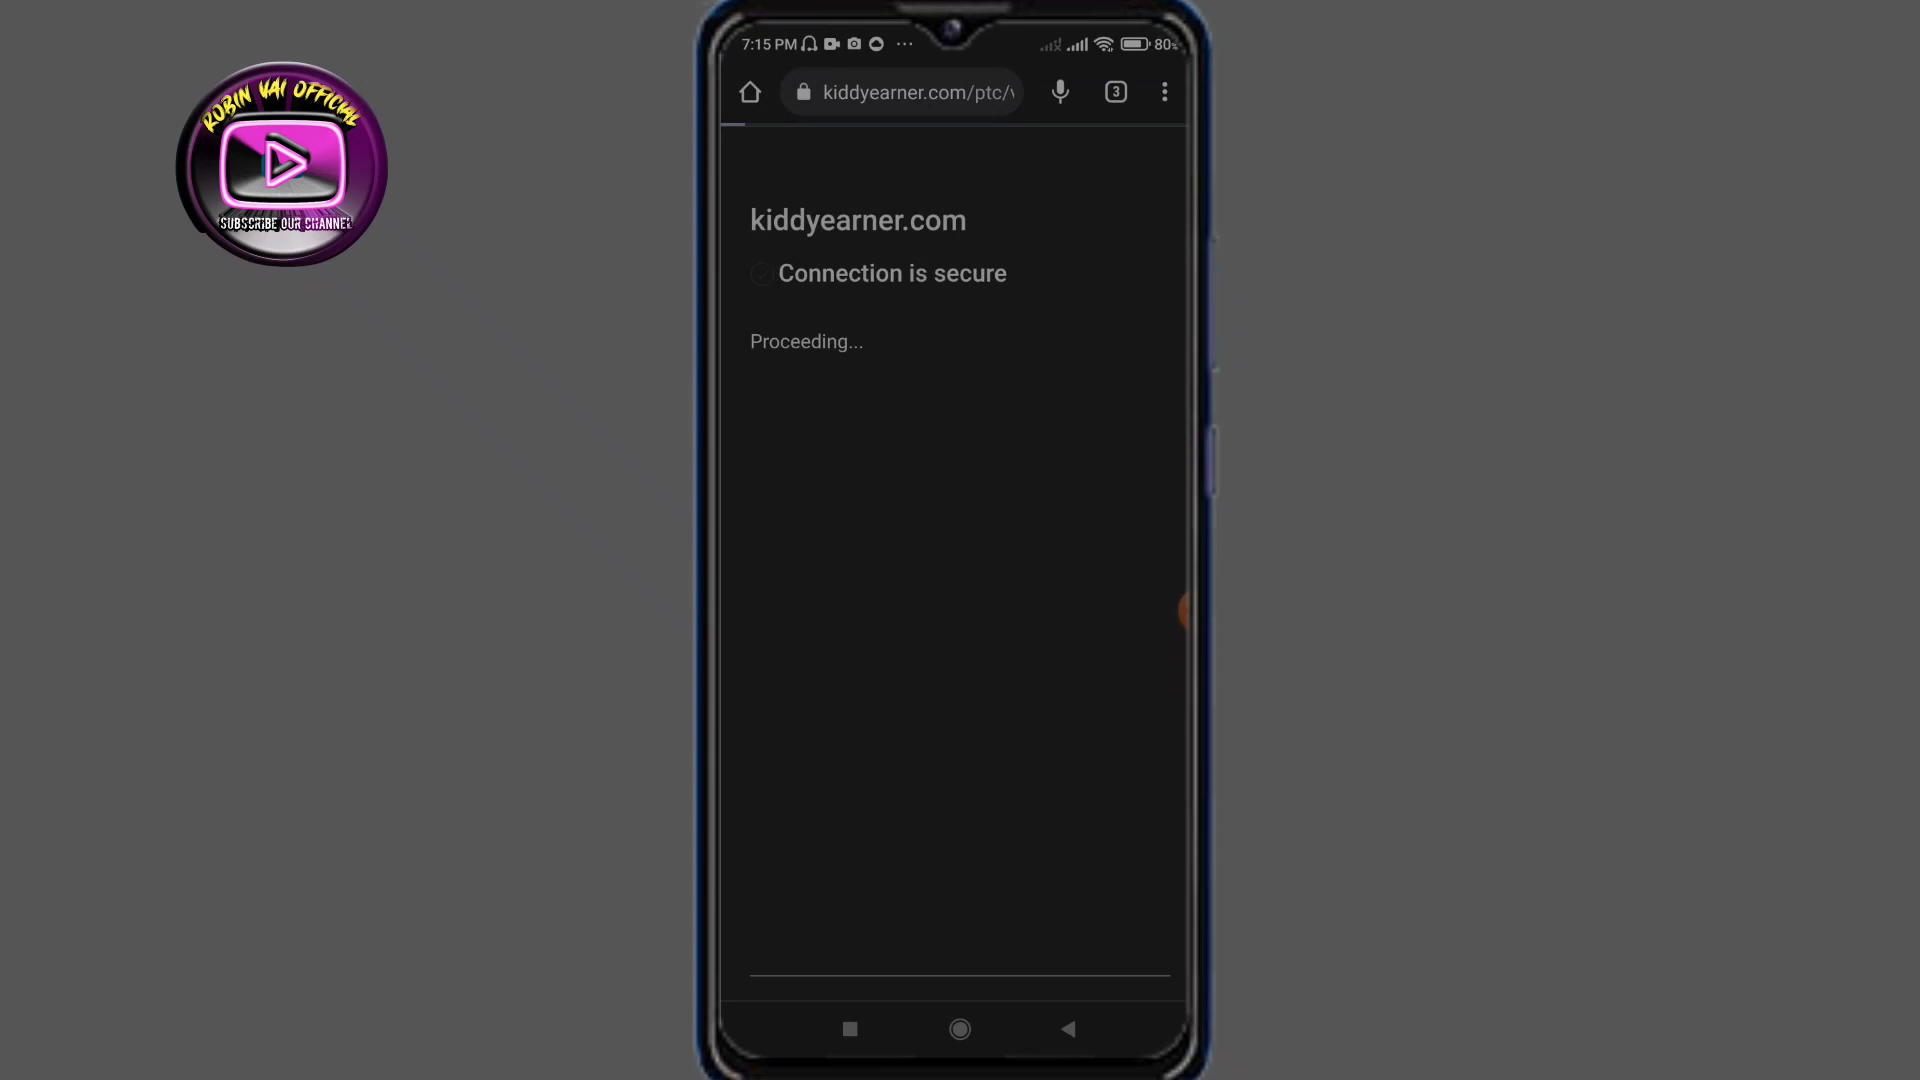 ROBIN VAI OFFICIAL
SUBSCRIBE OUR CHANNEL
7:15 PM
80%
kiddyearner.com/ptc/
3
kiddyearner.com
Connection is secure
Proceeding...